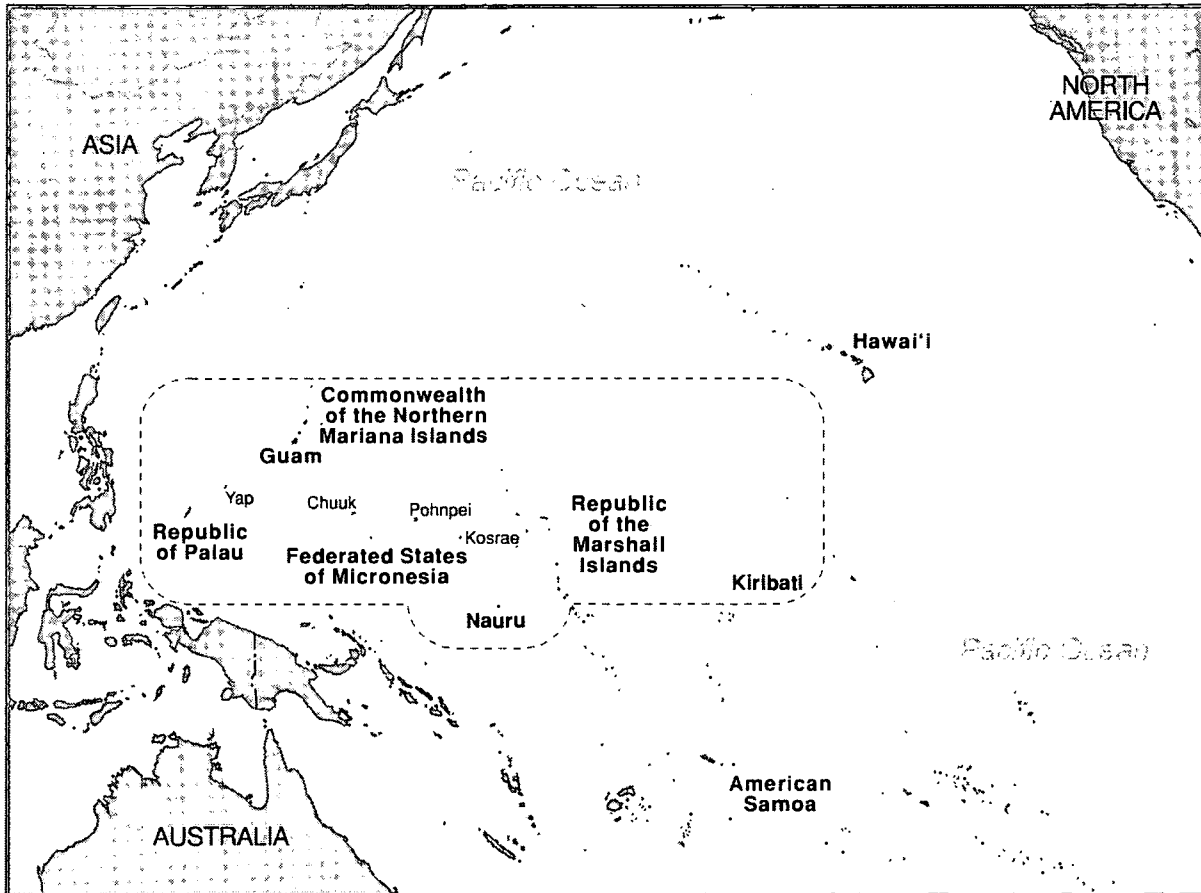 NORTH
AMERICA
ASIA
Pacific Ocean
Hawai‘i
Commonwealth
of the Northern
Mariana Islands
Guam
Yap
Chuuk
Pohnpei
Republic
of the
Marshall
Islands
Republic
of Palau
Kosrae
Federated States
of Micronesia
Kiribati
Nauru
Pacific Ocean
American
Samoa
AUSTRALIA